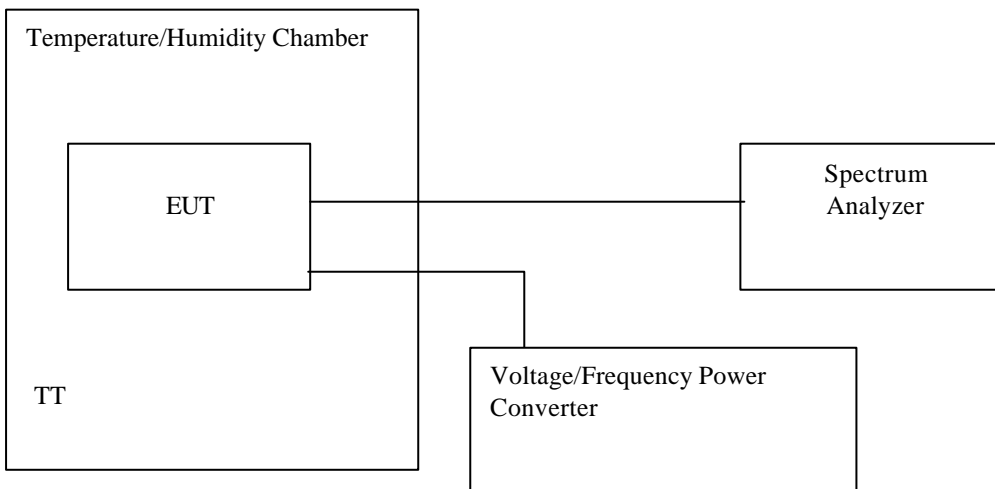 Temperature/Humidity Chamber
EUT
Spectrum
Analyzer
TT
Voltage/Frequency Power
Converter